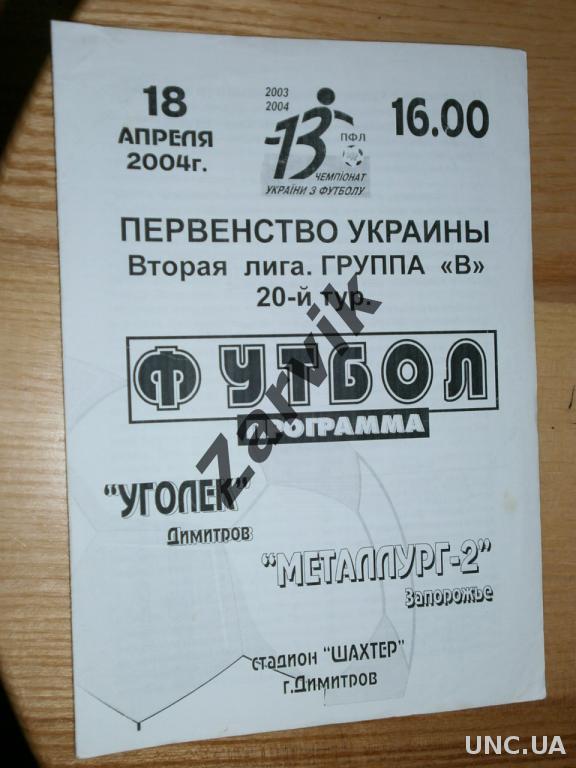 18
АПРЕЛЯ
2004г.
2003
2004
13
ПФЛ
ЧЕМПІОНАТ
УКРАЇНИ З ФУТБОЛУ
16.00
ПЕРВЕНСТВО УКРАИНЫ
Вторая лига. ГРУППА «В»
20-й тур.
ФУТБОЛ
ПРОГРАММА
"УГОЛЕК"
Димитров
"МЕТАЛЛУРГ-2"
Запорожье
стадион "ШАХТЕР"
г.Димитров
Zarvik
UNC.UA